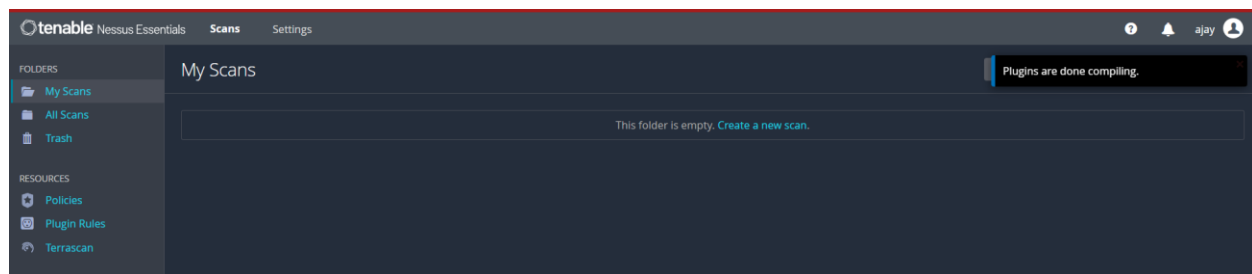 tenable Nessus Essentials Scans Settings ajay
FOLDERS
My Scans
All Scans
Trash
RESOURCES
Policies
Plugin Rules
Terrascan
My Scans
Plugins are done compiling.
This folder is empty. Create a new scan.